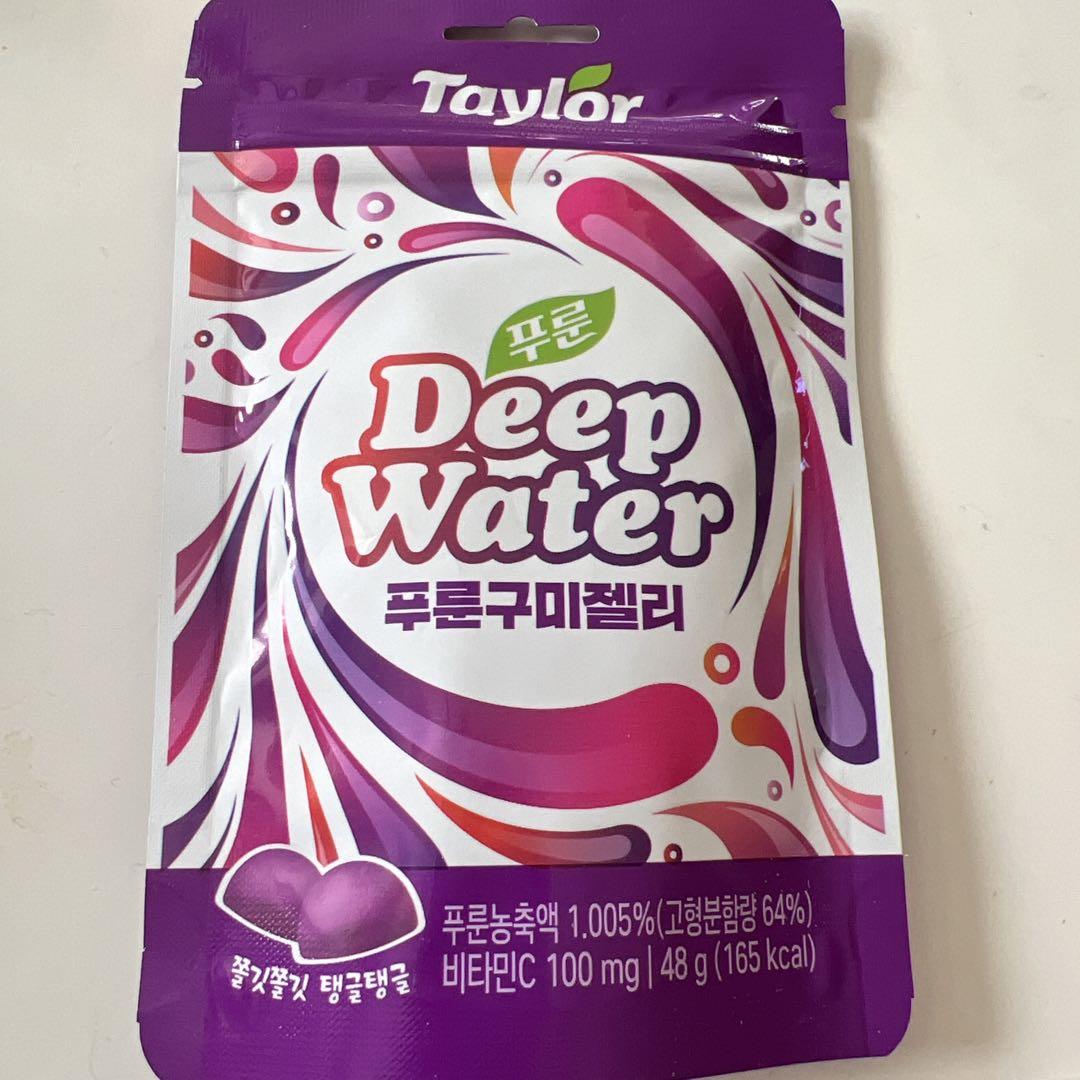 Taylor
푸룬
Deep
Water
푸룬구미젤리
푸룬농축액 1.005%(고형분함량 64%)
비타민C 100 mg | 48 g (165 kcal)
쫄깃쫄깃 탱글탱글